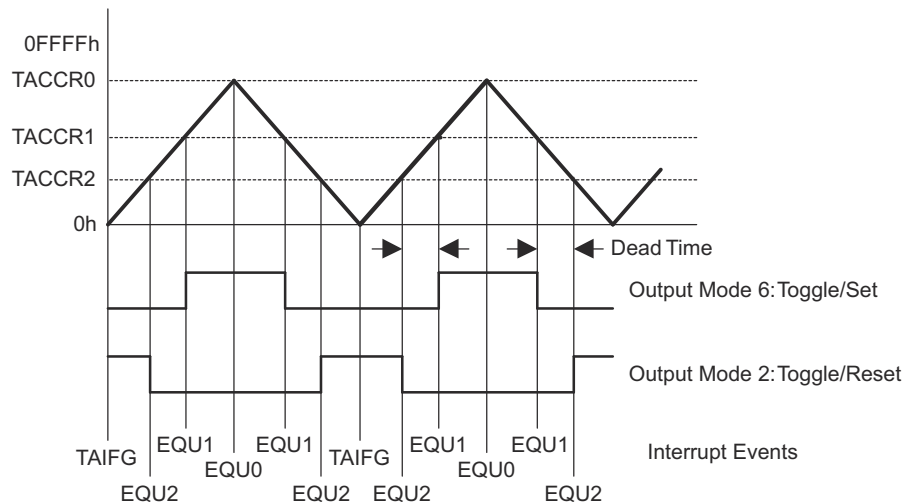 0FFFFh
TACCR0
TACCR1
TACCR2
0h
Dead Time
Output Mode 6:Toggle/Set
Output Mode 2:Toggle/Reset
TAIFG EQU1 EQU0 EQU1 TAIFG EQU1 EQU0 EQU1 Interrupt Events
EQU2 EQU2 EQU2 EQU2